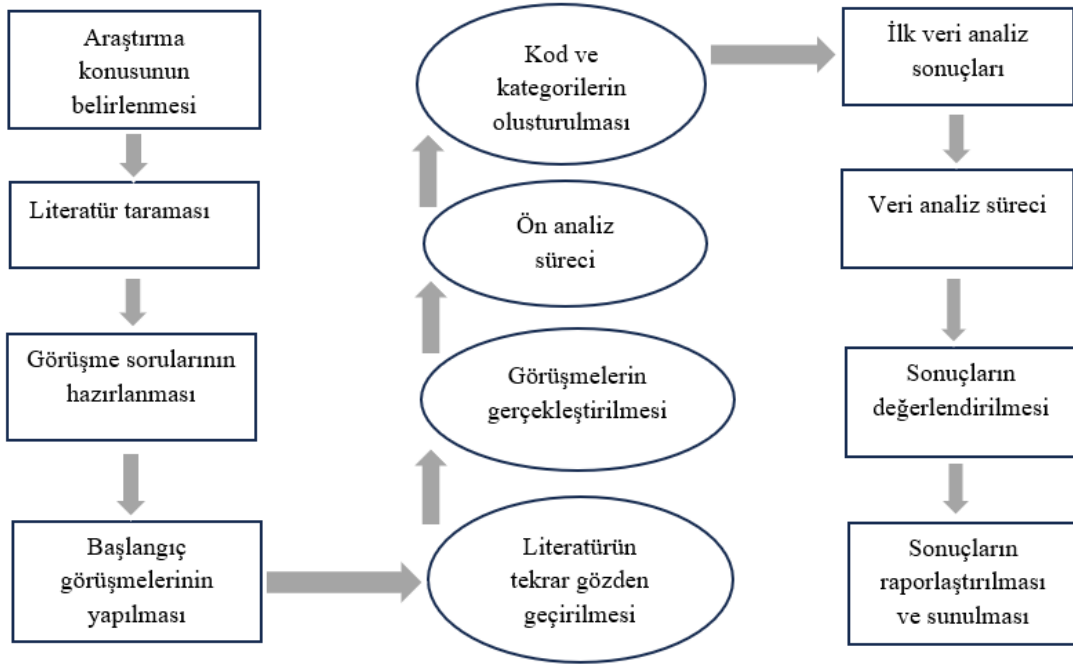 Araştırma
konusunun
belirlenmesi
Literatür taraması
Görüşme sorularının
hazırlanması
Başlangıç
görüşmelerinin
yapılması
Literatürün
tekrar gözden
geçirilmesi
Görüşmelerin
gerçekleştirilmesi
Ön analiz
süreci
Kod ve
kategorilerin
oluşturulması
İlk veri analiz
sonuçları
Veri analiz süreci
Sonuçların
değerlendirilmesi
Sonuçların
raporlaştırılması
ve sunulması